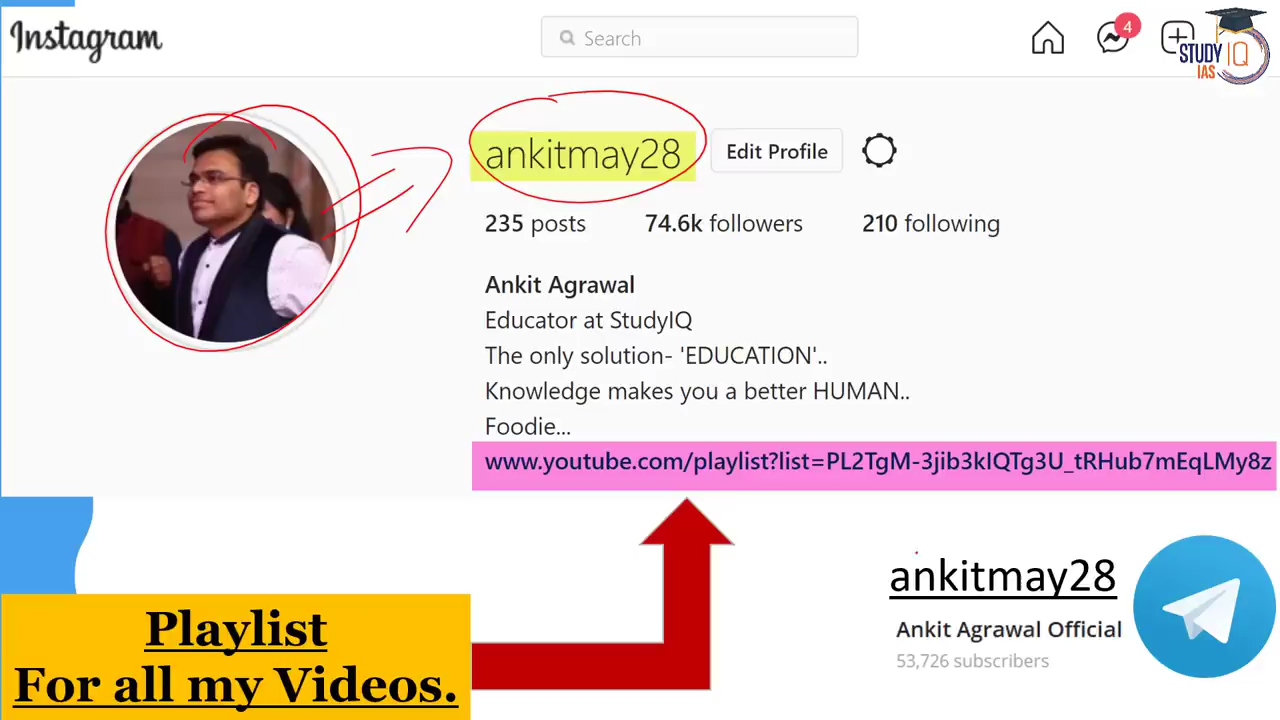 Instagram
Search
4
STUDY IQ
IAS
ankitmay28
Edit Profile
235 posts 74.6k followers 210 following
Ankit Agrawal
Educator at StudyIQ
The only solution- 'EDUCATION'..
Knowledge makes you a better HUMAN..
Foodie...
www.youtube.com/playlist?list=PL2TgM-3jib3kIQTg3U_tRHub7mEqLMy8z
Playlist
For all my Videos.
ankitmay28
Ankit Agrawal Official
53,726 subscribers